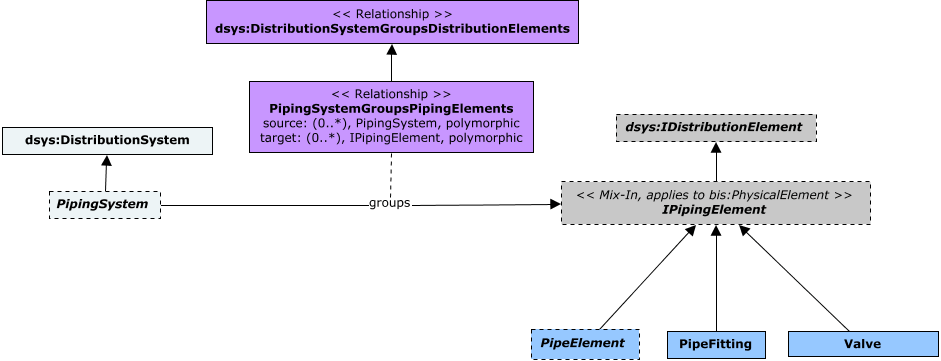 << Relationship >>
dsys:DistributionSystemGroupsDistributionElements
<< Relationship >>
PipingSystemGroupsPipingElements
source: (0..*), PipingSystem, polymorphic
target: (0..*), IPipingElement, polymorphic
dsys:DistributionSystem
dsys:IDistributionElement
PipingSystem
groups
<< Mix-In, applies to bis:PhysicalElement >>
IPipingElement
PipeElement
PipeFitting
Valve